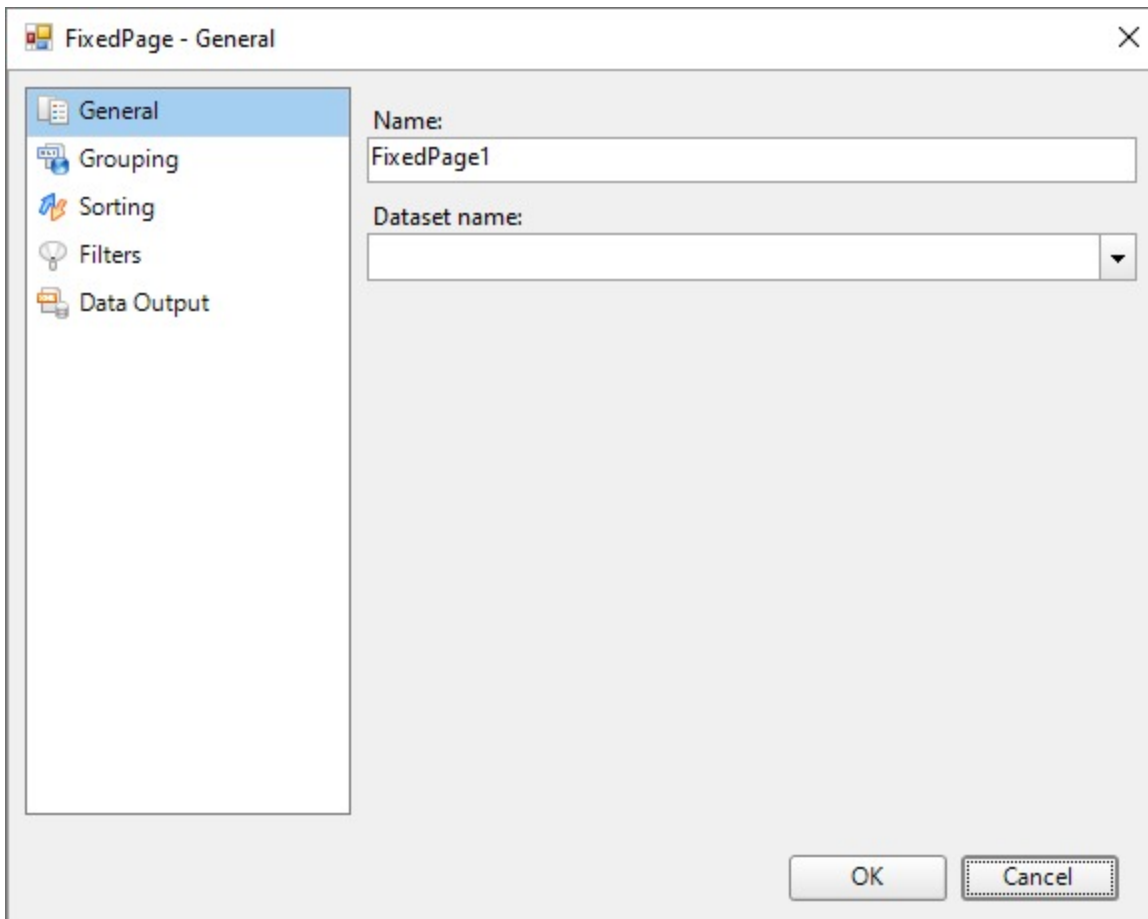 FixedPage - General
General
Grouping
Sorting
Filters
Data Output
Name:
FixedPage1
Dataset name:
OK
Cancel